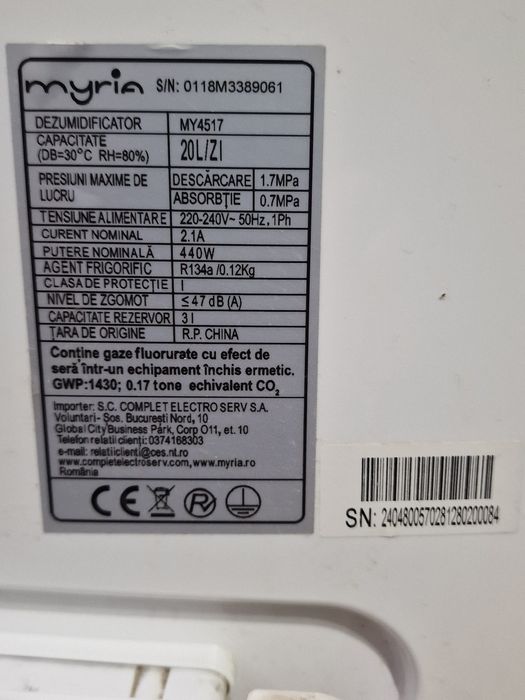 myria S/N: 0118M3389061
DEZUMIDIFICATOR MY4517
CAPACITATE
(DB=30°C RH=80%) 20L/ZI
PRESIUNI MAXIME DE LUCRU DESCĂRCARE 1.7MPa
ABSORBȚIE 0.7MPa
TENSIUNE ALIMENTARE 220-240V~ 50Hz, 1Ph
CURENT NOMINAL 2.1A
PUTERE NOMINALĂ 440W
AGENT FRIGORIFIC R134a /0.12Kg
CLASA DE PROTECȚIE I
NIVEL DE ZGOMOT ≤47 dB (A)
CAPACITATE REZERVOR 3 l
ȚARA DE ORIGINE R.P. CHINA
Conține gaze fluorurate cu efect de
seră într-un echipament închis ermetic.
GWP:1430; 0.17 tone echivalent CO₂
Importer: S.C. COMPLET ELECTRO SERV S.A.
Voluntari- Sos. București Nord, 10
Global City Business Park, Corp O11, et. 10
Telefon relatii clienți: 0374168303
e-mail: relatiiclienti@ces.nt.ro
www.completelectroserv.com, www.myria.ro
România
CE R
SN: 2404800570281280200084